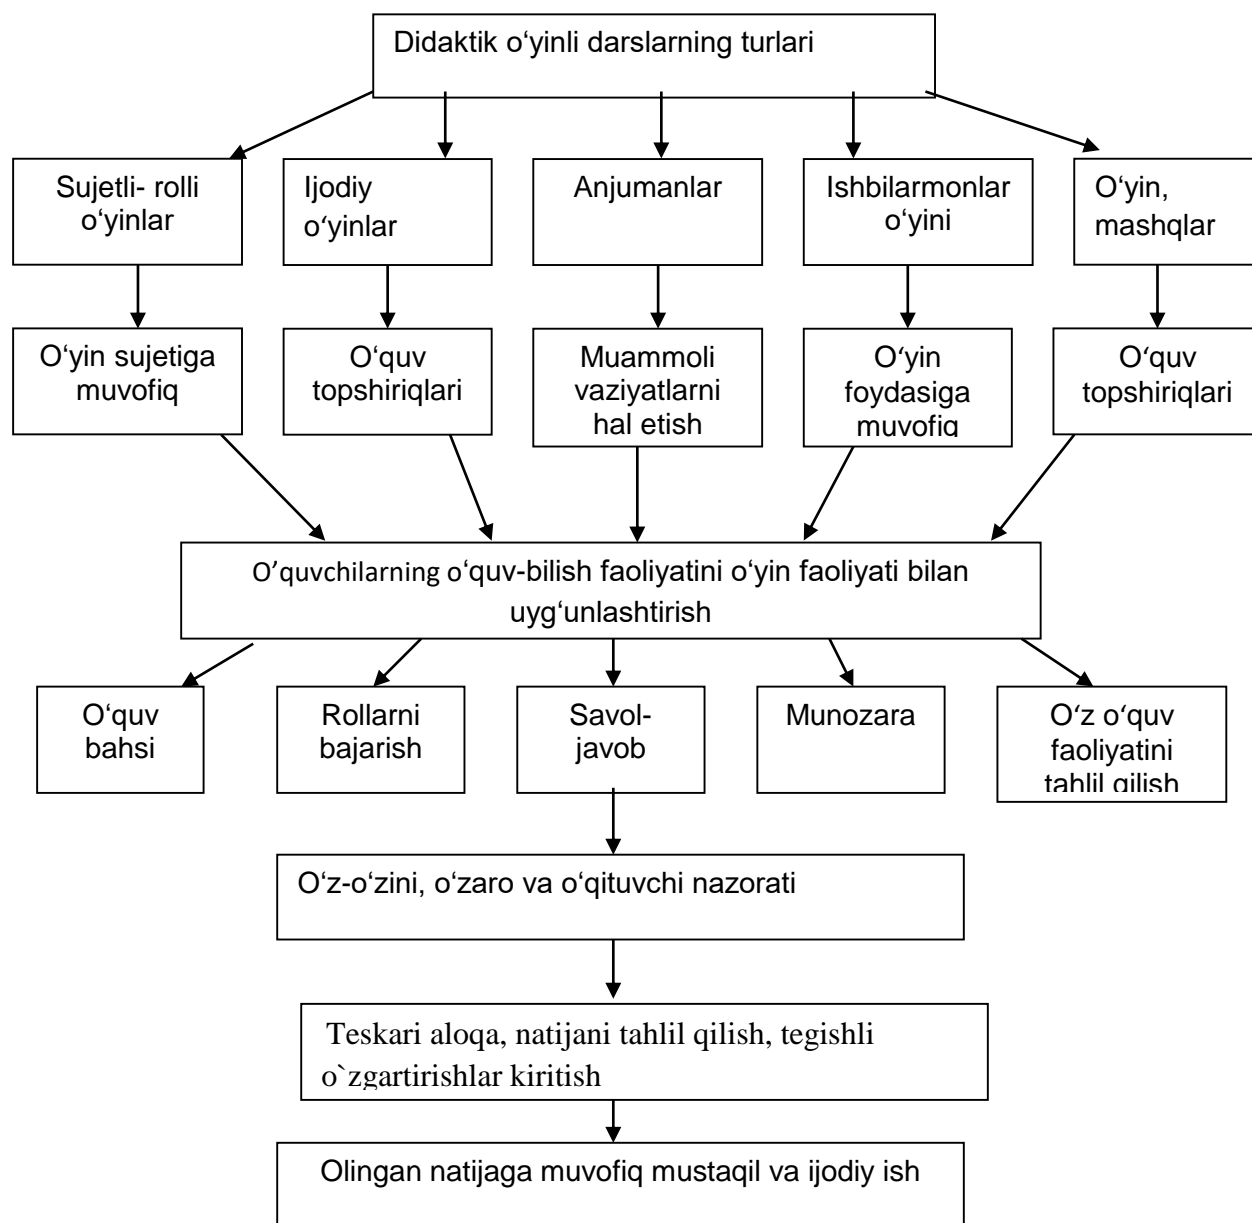 Didaktik o‘yinli darslarning turlari
Sujetli- rolli
o‘yinlar
Ijodiy
o‘yinlar
Anjumanlar
Ishbilarmonlar
o‘yini
O‘yin,
mashqlar
O‘yin sujetiga
muvofiq
O‘quv
topshiriqlari
Muammoli
vaziyatlarni
hal etish
O‘yin
foydasiga
muvofiq
O‘quv
topshiriqlari
O’quvchilarning o‘quv-bilish faoliyatini o‘yin faoliyati bilan
uyg‘unlashtirish
O‘quv
bahsi
Rollarni
bajarish
Savol-
javob
Munozara
O‘z o‘quv
faoliyatini
tahlil qilish
O‘z-o‘zini, o‘zaro va o‘qituvchi nazorati
Teskari aloqa, natijani tahlil qilish, tegishli
o`zgartirishlar kiritish
Olingan natijaga muvofiq mustaqil va ijodiy ish